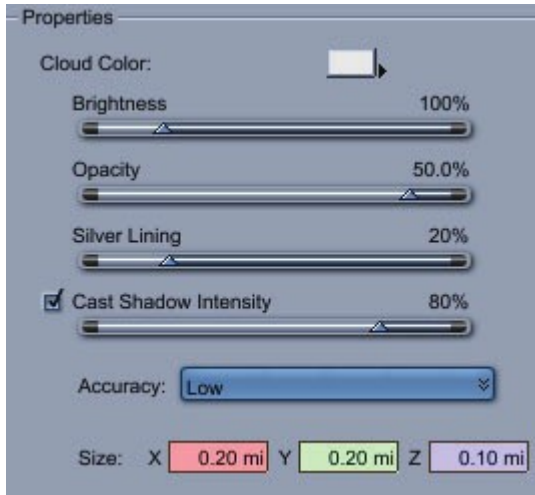 Properties
Cloud Color:
Brightness 100%
Opacity 50.0%
Silver Lining 20%
Cast Shadow Intensity 80%
Accuracy: Low
Size: X 0.20 mi Y 0.20 mi Z 0.10 mi